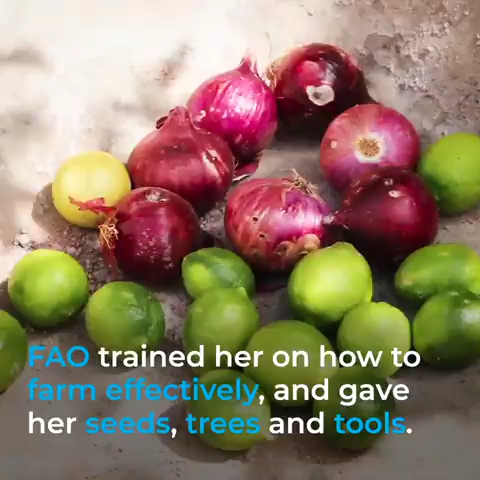 FAO trained her on how to
farm effectively, and gave
her seeds, trees and tools.